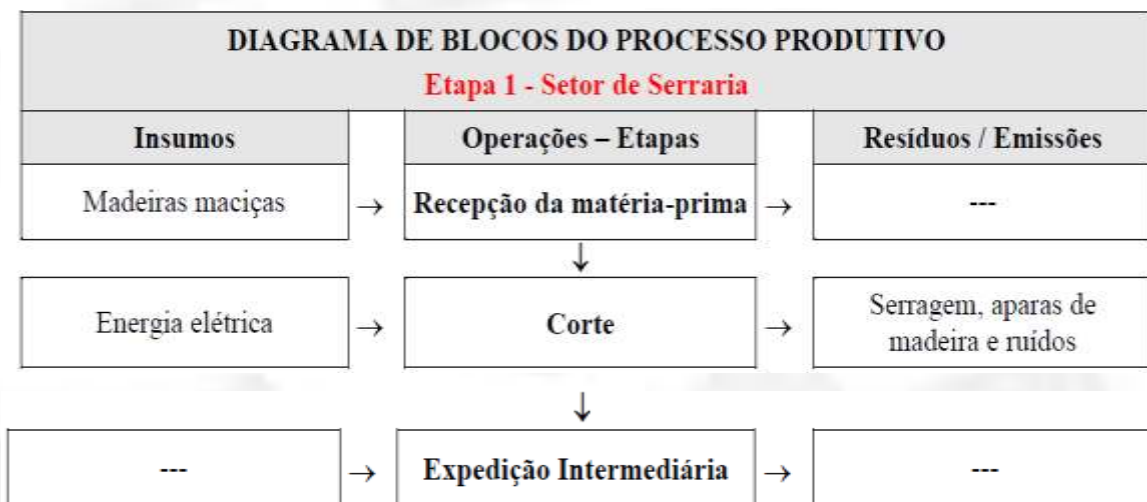 DIAGRAMA DE BLOCOS DO PROCESSO PRODUTIVO
Etapa 1 - Setor de Serraria
Insumos
Operações – Etapas
Resíduos / Emissões
Madeiras maciças
→
Recepção da matéria-prima
→
---
↓
Energia elétrica
→
Corte
→
Serragem, aparas de
madeira e ruídos
↓
---
→
Expedição Intermediária
→
---